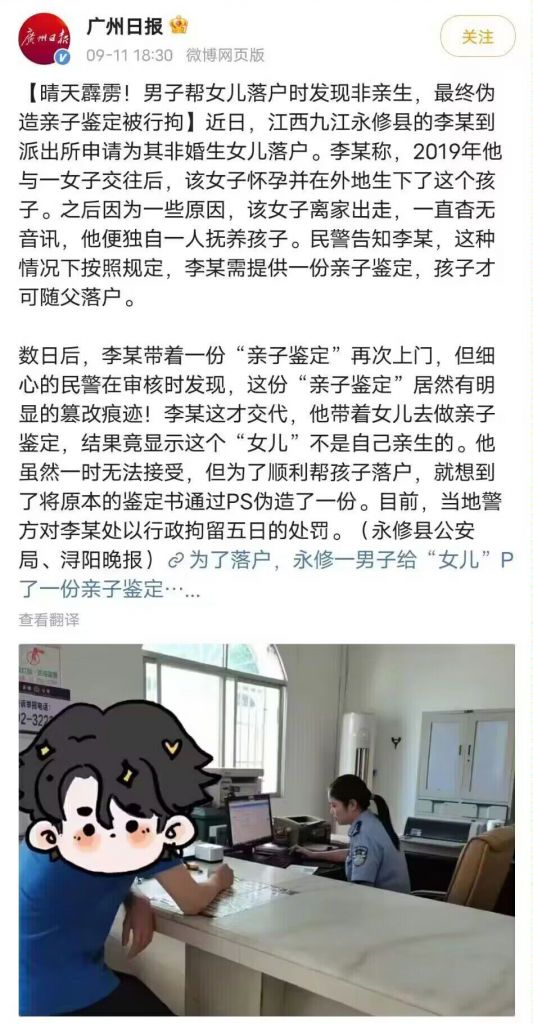 广州日报
广州日报
09-11 18:30 微博网页版
关注
【晴天霹雳！男子帮女儿落户时发现非亲生，最终伪
造亲子鉴定被行拘】近日，江西九江永修县的李某到
派出所申请为其非婚生女儿落户。李某称，2019年他
与一女子交往后，该女子怀孕并在外地生下了这个孩
子。之后因为一些原因，该女子离家出走，一直杳无
音讯，他便独自一人抚养孩子。民警告知李某，这种
情况下按照规定，李某需提供一份亲子鉴定，孩子才
可随父落户。
数日后，李某带着一份“亲子鉴定”再次上门，但细
心的民警在审核时发现，这份“亲子鉴定”居然有明
显的篡改痕迹！李某这才交代，他带着女儿去做亲子
鉴定，结果竟显示这个“女儿”不是自己亲生的。他
虽然一时无法接受，但为了顺利帮孩子落户，就想到
了将原本的鉴定书通过PS伪造了一份。目前，当地警
方对李某处以行政拘留五日的处罚。（永修县公安
局、浔阳晚报）为了落户，永修一男子给“女儿”P
了一份亲子鉴定…...
查看翻译